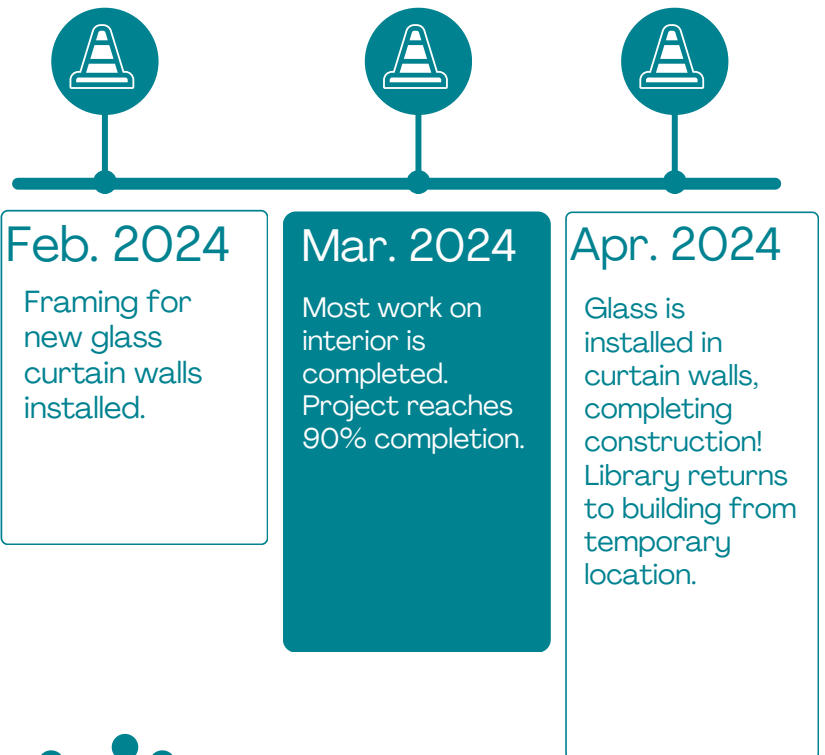 Feb. 2024
Framing for
new glass
curtain walls
installed.
Mar. 2024
Most work on
interior is
completed.
Project reaches
90% completion.
Apr. 2024
Glass is
installed in
curtain walls,
completing
construction!
Library returns
to building from
temporary
location.